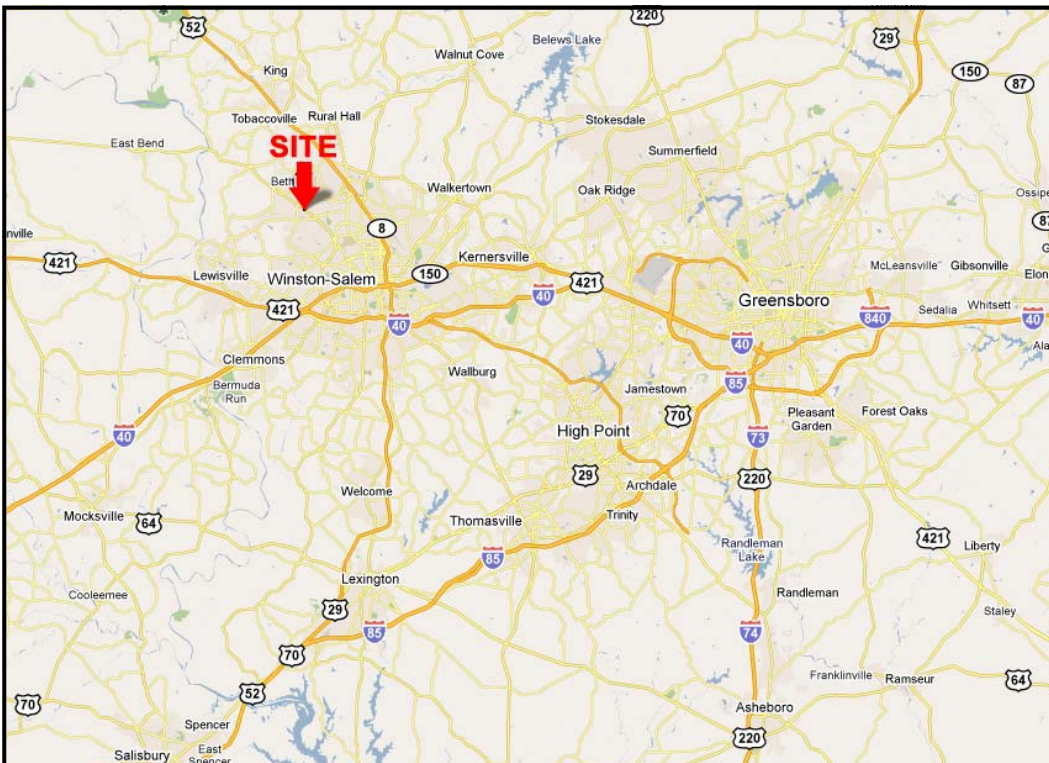 220
52
29
Belews Lake
Walnut Cove
King
150
87
Tobaccoville
Rural Hall
Stokesdale
East Bend
SITE
Summerfield
Walkertown
Oak Ridge
8
421
Lewisville
Winston-Salem
150
Kernersville
421
40
McLeansville
Gibsonville
Greensboro
Sedalia
Whitsett
840
40
421
40
40
Clemmons
Bermuda
Run
Wallburg
Jamestown
85
70
Pleasant
Garden
Forest Oaks
High Point
73
40
29
220
Welcome
Archdale
Mocksville
64
Thomasville
Trinity
421
Liberty
Randleman
Lake
85
Lexington
Cooleemee
Randleman
29
Staley
85
74
70
Franklinville
Ramseur
64
52
70
Asheboro
Spencer
220
Salisbury
East
Spencer